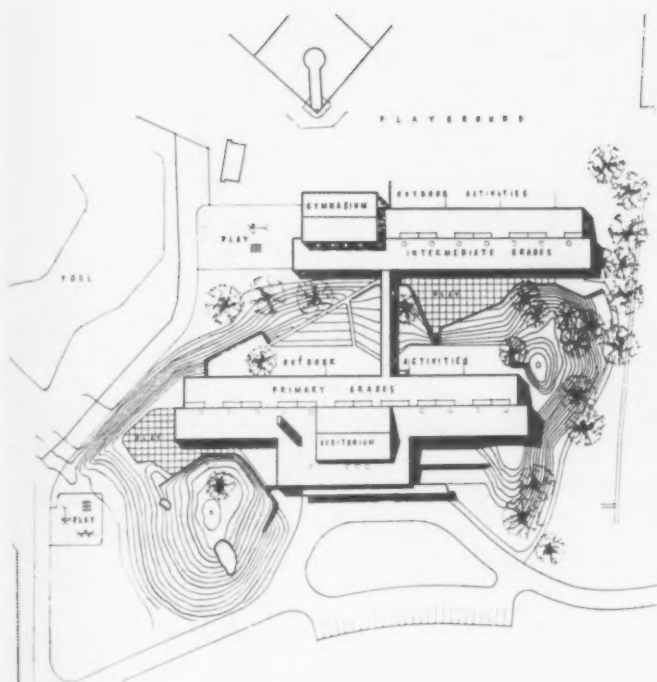 PLAYGROUND
OUTDOOR ACTIVITIES
GYMNASIUM
PLAY
INTERMEDIATE GRADES
POOL
PLAY
OUTDOOR
ACTIVITIES
PRIMARY GRADES
PLAY
AUDITORIUM
PLAY